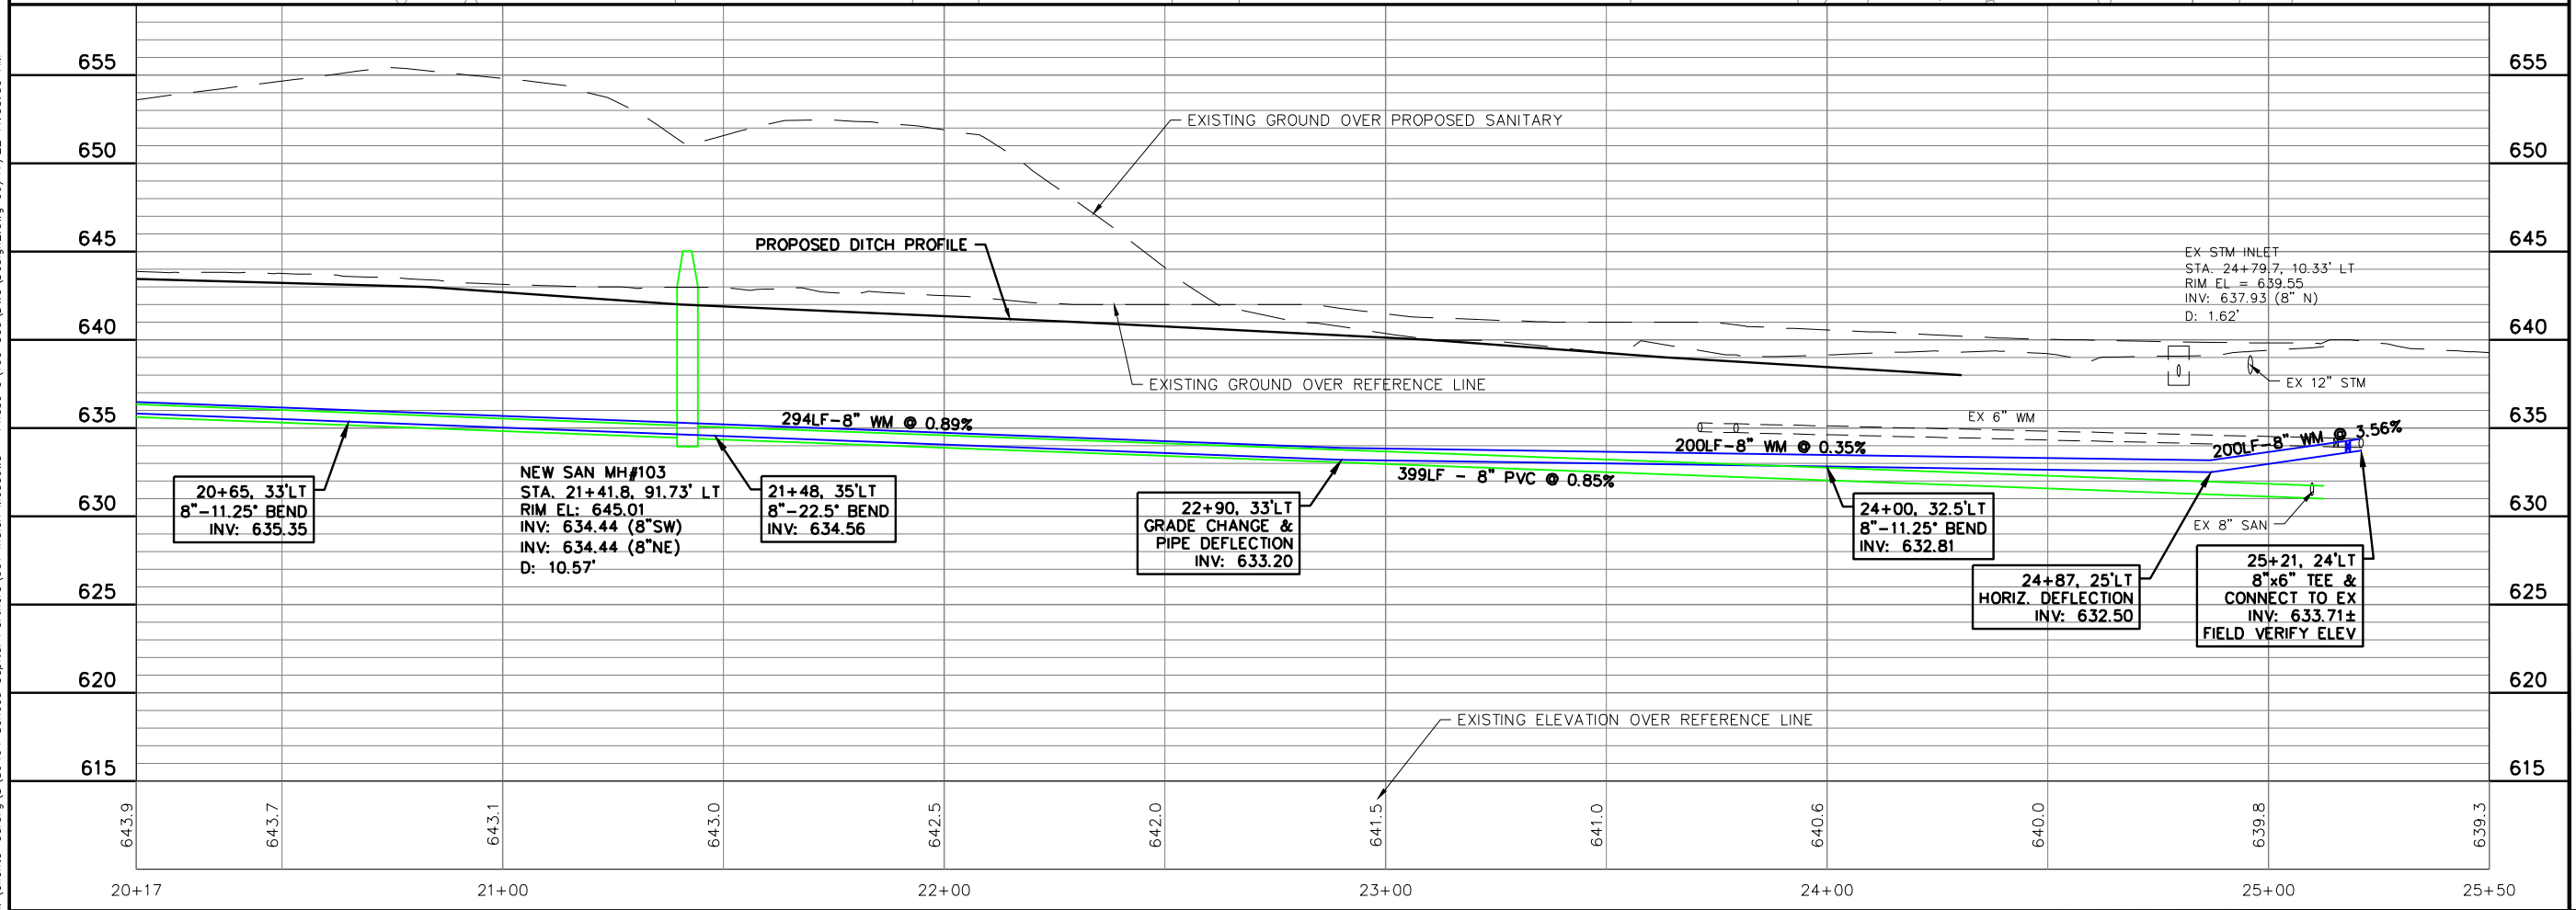 655
655
EXISTING GROUND OVER PROPOSED SANITARY
650
650
PROPOSED DITCH PROFILE
645
645
EX STM INLET
STA. 24+79.7, 10.33' LT
RIM EL = 639.55
INV: 637.93 (8" N)
D: 1.62'
640
640
EXISTING GROUND OVER REFERENCE LINE
EX 12" STM
635
635
294LF-8" WM @ 0.89%
EX 6" WM
200LF-8" WM @ 0.35%
200LF-8" WM @ 3.56%
W
399LF - 8" PVC @ 0.85%
20+65, 33'LT
8"-11.25° BEND
INV: 635.35
NEW SAN MH#103
STA. 21+41.8, 91.73' LT
RIM EL: 645.01
INV: 634.44 (8"SW)
INV: 634.44 (8"NE)
D: 10.57'
21+48, 35'LT
8"-22.5° BEND
INV: 634.56
22+90, 33'LT
GRADE CHANGE &
PIPE DEFLECTION
INV: 633.20
24+00, 32.5'LT
8"-11.25° BEND
INV: 632.81
EX 8" SAN
630
630
24+87, 25'LT
HORIZ. DEFLECTION
INV: 632.50
25+21, 24'LT
8"x6" TEE &
CONNECT TO EX
INV: 633.71±
FIELD VERIFY ELEV
625
625
620
620
EXISTING ELEVATION OVER REFERENCE LINE
615
615
643.9
643.7
643.1
643.0
642.5
642.0
641.5
641.0
640.6
640.0
639.8
639.3
20+17
21+00
22+00
23+00
24+00
25+00
25+50